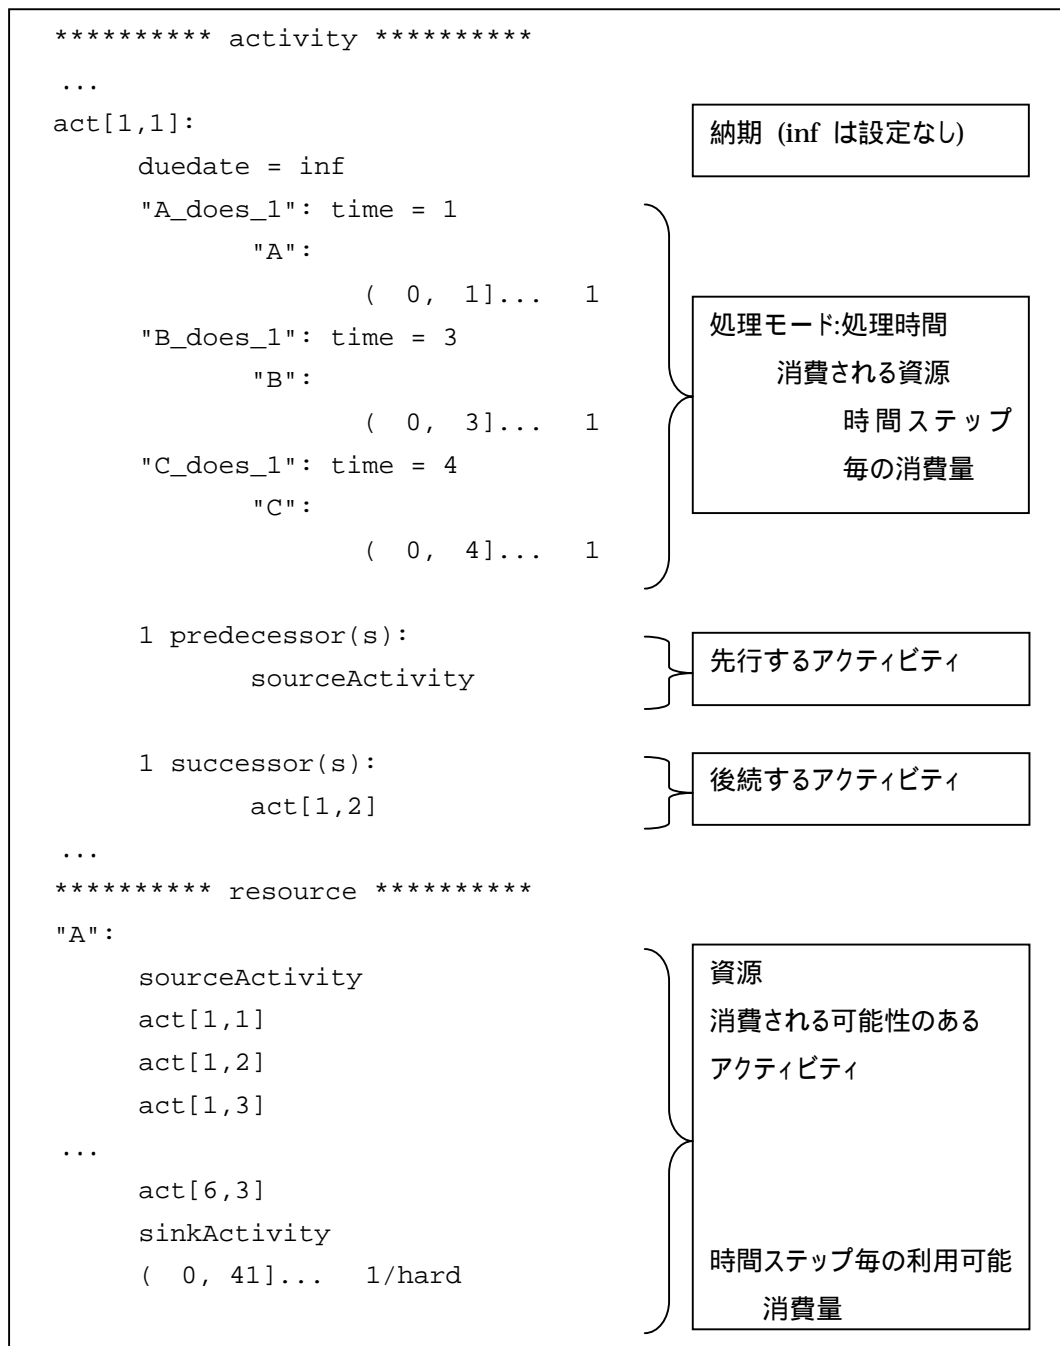 ********** activity **********
...
act[1,1]:
納期 (inf は設定なし)
duedate = inf
"A_does_1": time = 1
"A":
( 0, 1]... 1
"B_does_1": time = 3
"B":
( 0, 3]... 1
"C_does_1": time = 4
"C":
( 0, 4]... 1
処理モード:処理時間
消費される資源
時間ステップ
毎の消費量
1 predecessor(s):
sourceActivity
先行するアクティビティ
1 successor(s):
act[1,2]
後続するアクティビティ
...
********** resource **********
"A":
sourceActivity
act[1,1]
act[1,2]
act[1,3]
...
act[6,3]
sinkActivity
( 0, 41]... 1/hard
資源
消費される可能性のある
アクティビティ
時間ステップ毎の利用可能
消費量